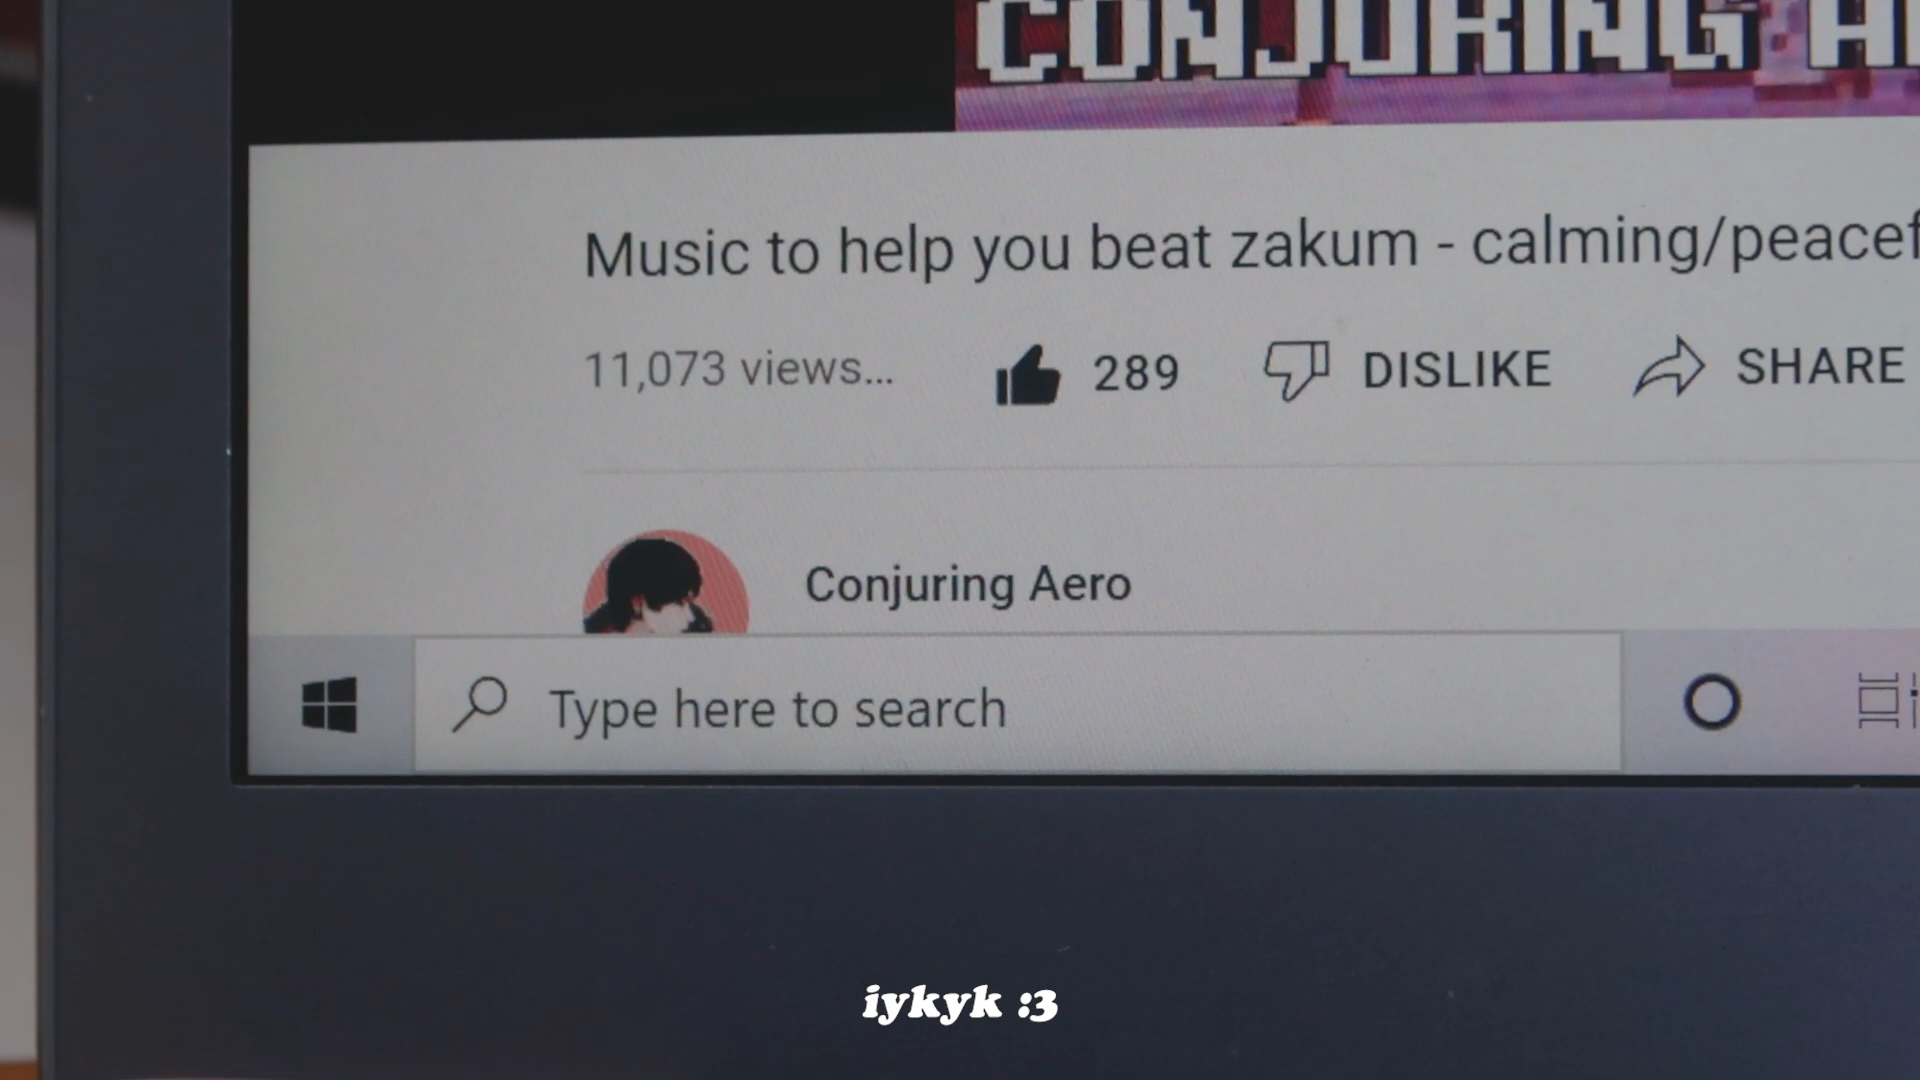 CONJURING
Music to help you beat zakum - calming/peacef
11,073 views... 289 DISLIKE SHARE
Conjuring Aero
Type here to search
iykyk :3